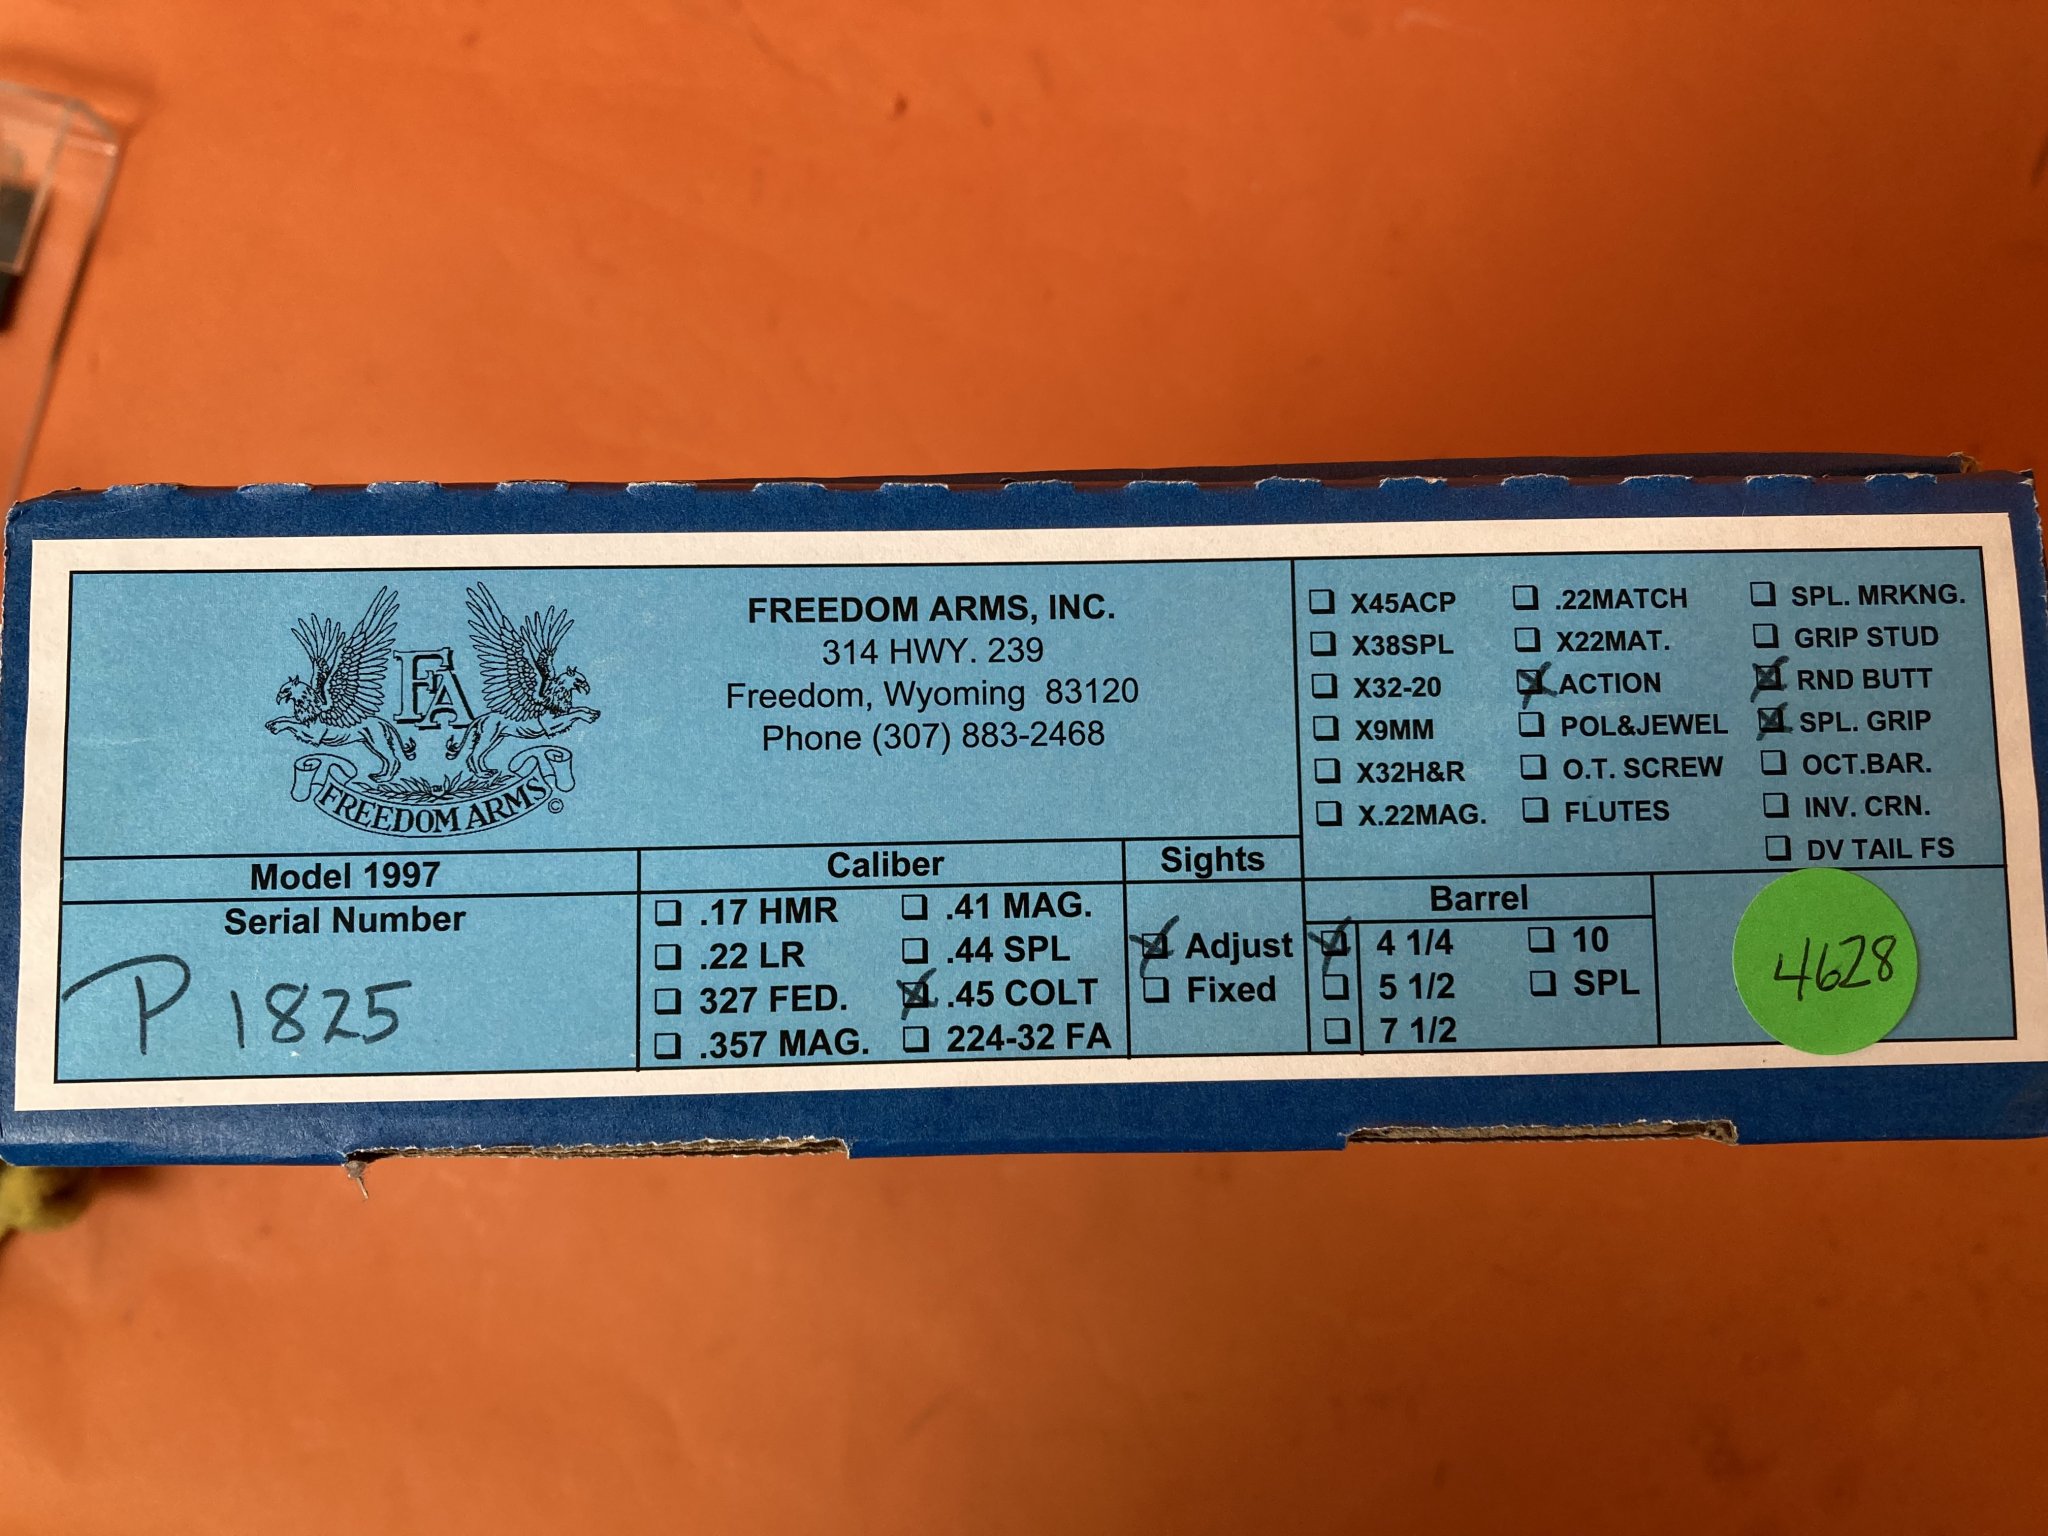 FA
FREEDOM ARMS ©
FREEDOM ARMS, INC.
314 HWY. 239
Freedom, Wyoming 83120
Phone (307) 883-2468
X45ACP
X38SPL
X32-20
X9MM
X32H&R
X.22MAG.
.22MATCH
X22MAT.
ACTION
POL&JEWEL
O.T. SCREW
FLUTES
SPL. MRKNG.
GRIP STUD
RND BUTT
SPL. GRIP
OCT.BAR.
INV. CRN.
DV TAIL FS
Model 1997
Serial Number
P 1825
Caliber
.17 HMR
.22 LR
327 FED.
.357 MAG.
.41 MAG.
.44 SPL
.45 COLT
224-32 FA
Sights
Adjust
Fixed
Barrel
4 1/4
5 1/2
7 1/2
10
SPL
4628